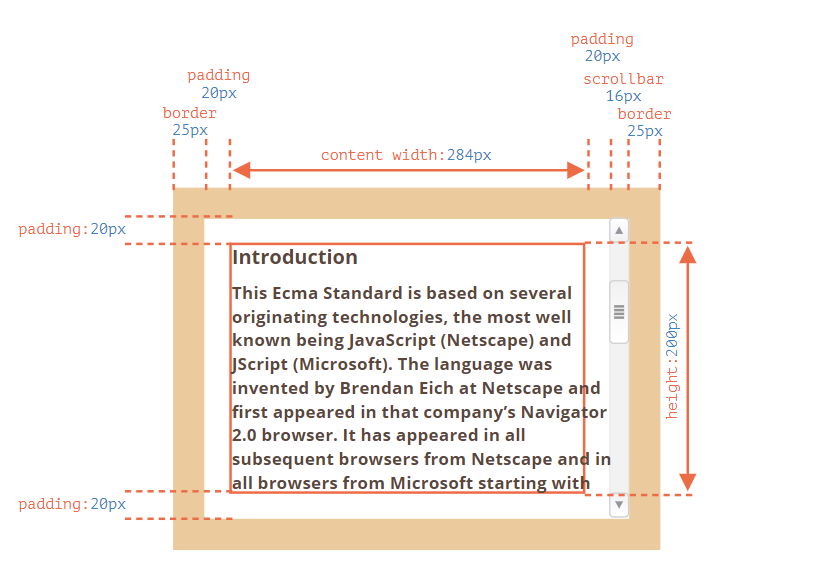 padding
20px
padding
20px
scrollbar
16px
border
25px
border
25px
content width:284px
padding:20px
Introduction
This Ecma Standard is based on several
originating technologies, the most well
known being JavaScript (Netscape) and
JScript (Microsoft). The language was
invented by Brendan Eich at Netscape and
first appeared in that company’s Navigator
2.0 browser. It has appeared in all
subsequent browsers from Netscape and in
all browsers from Microsoft starting with
height:200px
padding:20px